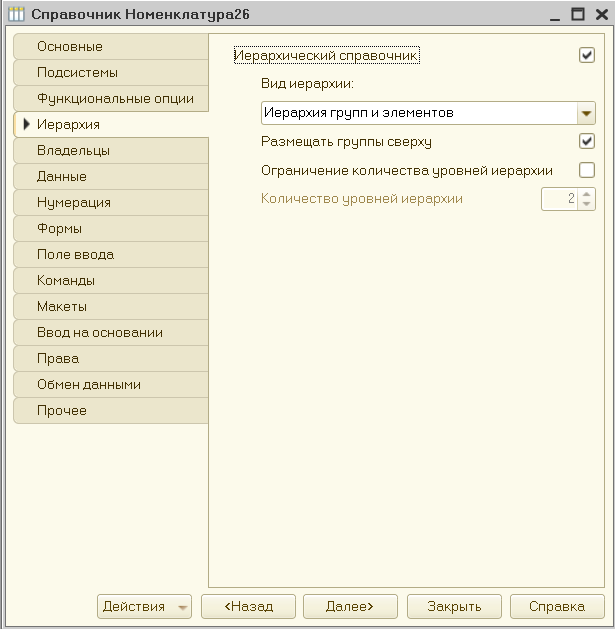 Справочник Номенклатура26
Основные
Подсистемы
Функциональные опции
Иерархия
Владельцы
Данные
Нумерация
Формы
Поле ввода
Команды
Макеты
Ввод на основании
Права
Обмен данными
Прочее
Иерархический справочник
Вид иерархии:
Иерархия групп и элементов
Размещать группы сверху
Ограничение количества уровней иерархии
Количество уровней иерархии 2
Действия <Назад Далее> Закрыть Справка